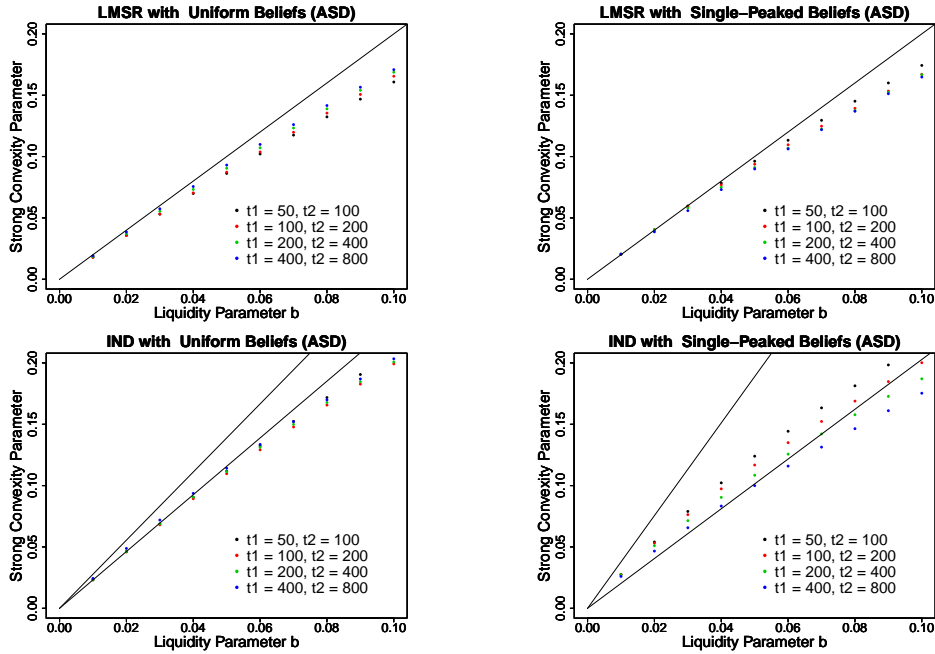 LMSR with Uniform Beliefs (ASD)
Strong Convexity Parameter
0.20
0.15
0.10
0.05
0.00
t1 = 50, t2 = 100
t1 = 100, t2 = 200
t1 = 200, t2 = 400
t1 = 400, t2 = 800
0.00 0.02 0.04 0.06 0.08 0.10
Liquidity Parameter b
LMSR with Single−Peaked Beliefs (ASD)
Strong Convexity Parameter
0.20
0.15
0.10
0.05
0.00
t1 = 50, t2 = 100
t1 = 100, t2 = 200
t1 = 200, t2 = 400
t1 = 400, t2 = 800
0.00 0.02 0.04 0.06 0.08 0.10
Liquidity Parameter b
IND with Uniform Beliefs (ASD)
Strong Convexity Parameter
0.20
0.15
0.10
0.05
0.00
t1 = 50, t2 = 100
t1 = 100, t2 = 200
t1 = 200, t2 = 400
t1 = 400, t2 = 800
0.00 0.02 0.04 0.06 0.08 0.10
Liquidity Parameter b
IND with Single−Peaked Beliefs (ASD)
Strong Convexity Parameter
0.20
0.15
0.10
0.05
0.00
t1 = 50, t2 = 100
t1 = 100, t2 = 200
t1 = 200, t2 = 400
t1 = 400, t2 = 800
0.00 0.02 0.04 0.06 0.08 0.10
Liquidity Parameter b